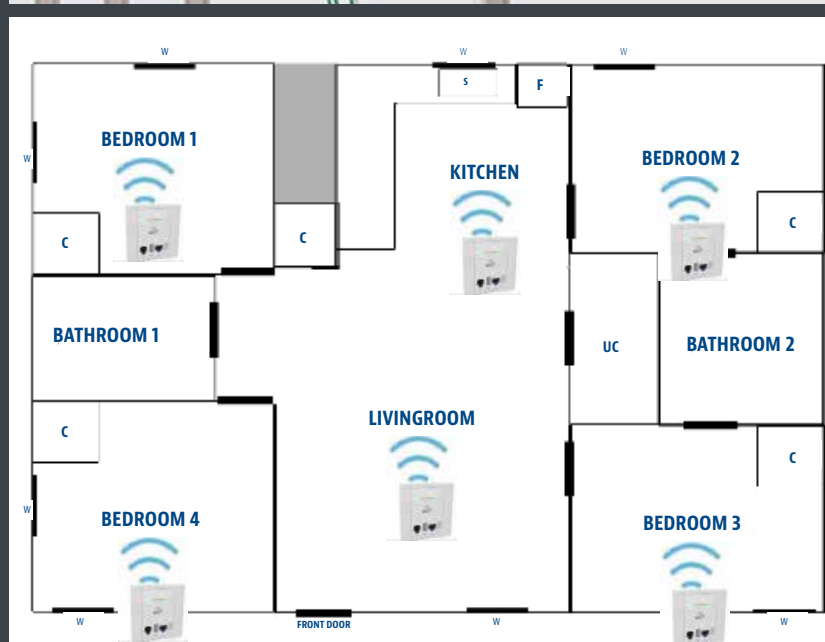 W
W
W
S
F
BEDROOM 1
W
KITCHEN
BEDROOM 2
C
C
C
BATHROOM 1
UC
BATHROOM 2
LIVINGROOM
C
C
W
BEDROOM 4
BEDROOM 3
W
FRONT DOOR
W
W